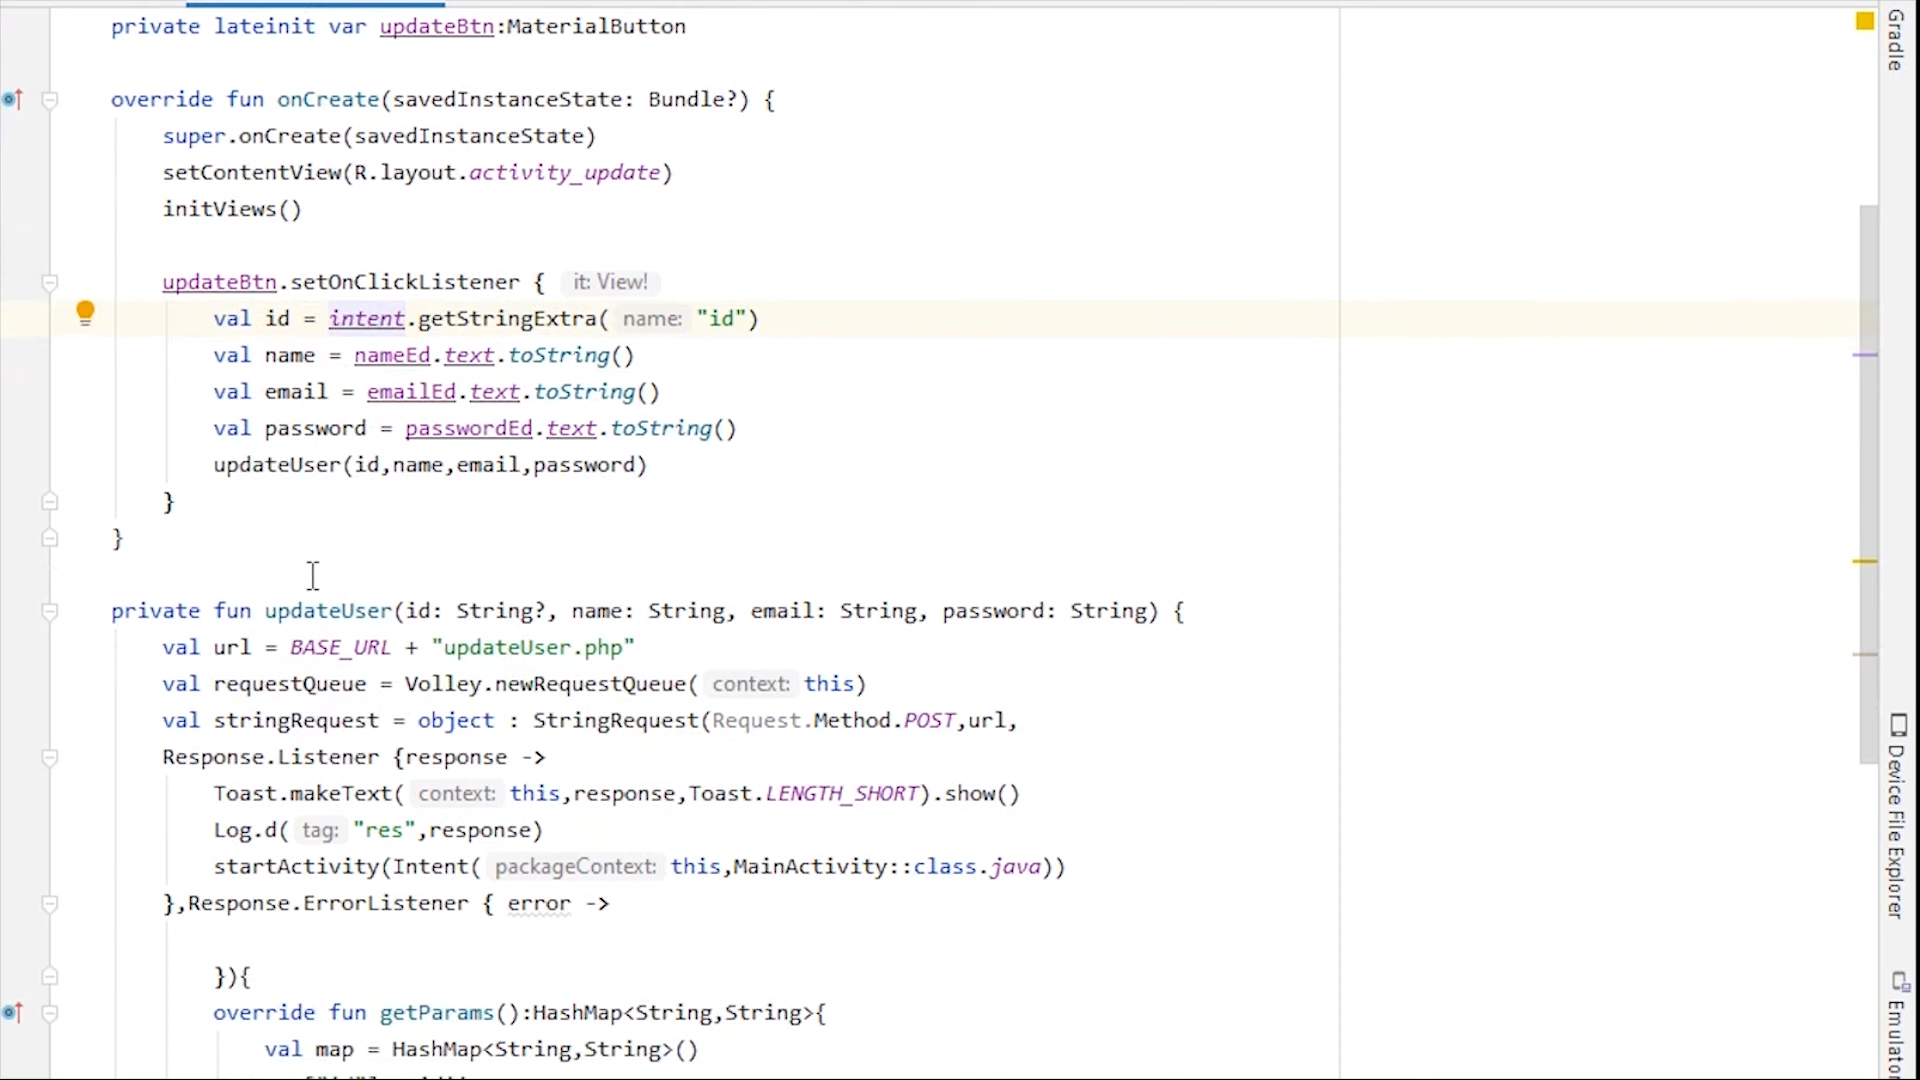 private lateinit var updateBtn:MaterialButton
override fun onCreate(savedInstanceState: Bundle?) {
super.onCreate(savedInstanceState)
setContentView(R.layout.activity_update)
initViews()
updateBtn.setOnClickListener { it: View!
val id = intent.getStringExtra( name: "id")
val name = nameEd.text.toString()
val email = emailEd.text.toString()
val password = passwordEd.text.toString()
updateUser(id,name,email,password)
}
}
private fun updateUser(id: String?, name: String, email: String, password: String) {
val url = BASE_URL + "updateUser.php"
val requestQueue = Volley.newRequestQueue( context: this)
val stringRequest = object : StringRequest(Request.Method.POST,url,
Response.Listener {response ->
Toast.makeText( context: this,response,Toast.LENGTH_SHORT).show()
Log.d( tag: "res",response)
startActivity(Intent( packageContext: this,MainActivity::class.java))
},Response.ErrorListener { error ->
}){
override fun getParams():HashMap<String,String>{
val map = HashMap<String,String>()
Gradle
Device File Explorer
Emulator